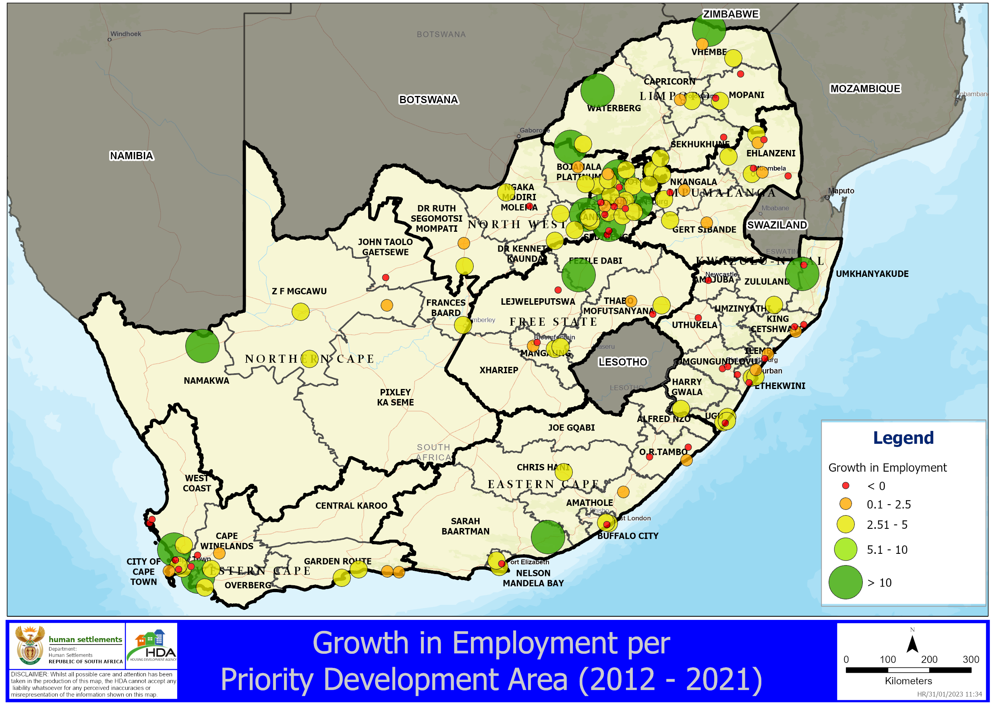 ZIMBABWE
Windhoek
BOTSWANA
VHEMBE
CAPRICORN
MOZAMBIQUE
LIMPOPO
MOPANI
BOTSWANA
WATERBERG
Gaborone
SEKHUKHUNE
NAMIBIA
EHLANZENI
BOJANALA
PLATINUM
Mbombela
NKANGALA
NGAKA
MODIRI
MOLEMA
MPUMALANGA
Maputo
DR RUTH
SEGOMOTSI
MOMPATI
WEST
RAND
Mbabane
NORTH WEST
SWAZILAND
GERT SIBANDE
SEDIBENG
JOHN TAOLO
GAETSEWE
DR KENNETH
KAUNDA
ESWATINI
FEZILE DABI
KWAZULU-NATAL
Newcastle
AMAJUBA
ZULULAND
UMKHANYAKUDE
Z F MGCAWU
FRANCES
BAARD
LEJWELEPUTSWA
THABO
MOFUTSANYANA
UMZINYATHI
KING
CETSHWAYO
UTHUKELA
FREE STATE
Bloemfontein
MANGAUNG
Maseru
ILEMBE
LESOTHO
UMGUNGUNDLOVU
NORTHERN CAPE
XHARIEP
NAMAKWA
HARRY
GWALA
LESOTHO
ETHEKWINI
PIXLEY
KA SEME
UGU
ALFRED NZO
JOE GQABI
SOUTH
AFRICA
O.R.TAMBO
CHRIS HANI
EASTERN CAPE
WEST
COAST
CENTRAL KAROO
AMATHOLE
Bhisho
SARAH
BAARTMAN
BUFFALO CITY
CAPE
WINELANDS
CITY OF
CAPE
TOWN
GARDEN ROUTE
WESTERN CAPE
OVERBERG
ort Elizabeth
NELSON
MANDELA BAY
Legend
Growth in Employment
< 0
0.1 - 2.5
2.51 - 5
5.1 - 10
> 10
human settlements
Department:
Human Settlements
REPUBLIC OF SOUTH AFRICA
HDA
HOUSING DEVELOPMENT AGENCY
DISCLAIMER: Whilst all possible care and attention has been
taken in the production of this map, the HDA cannot accept any
liability whatsoever for any perceived inaccuracies or
misrepresentation of the information shown on this map.
Growth in Employment per
Priority Development Area (2012 - 2021)
N
0 100 200 300
Kilometers
HR/31/01/2023 11:34